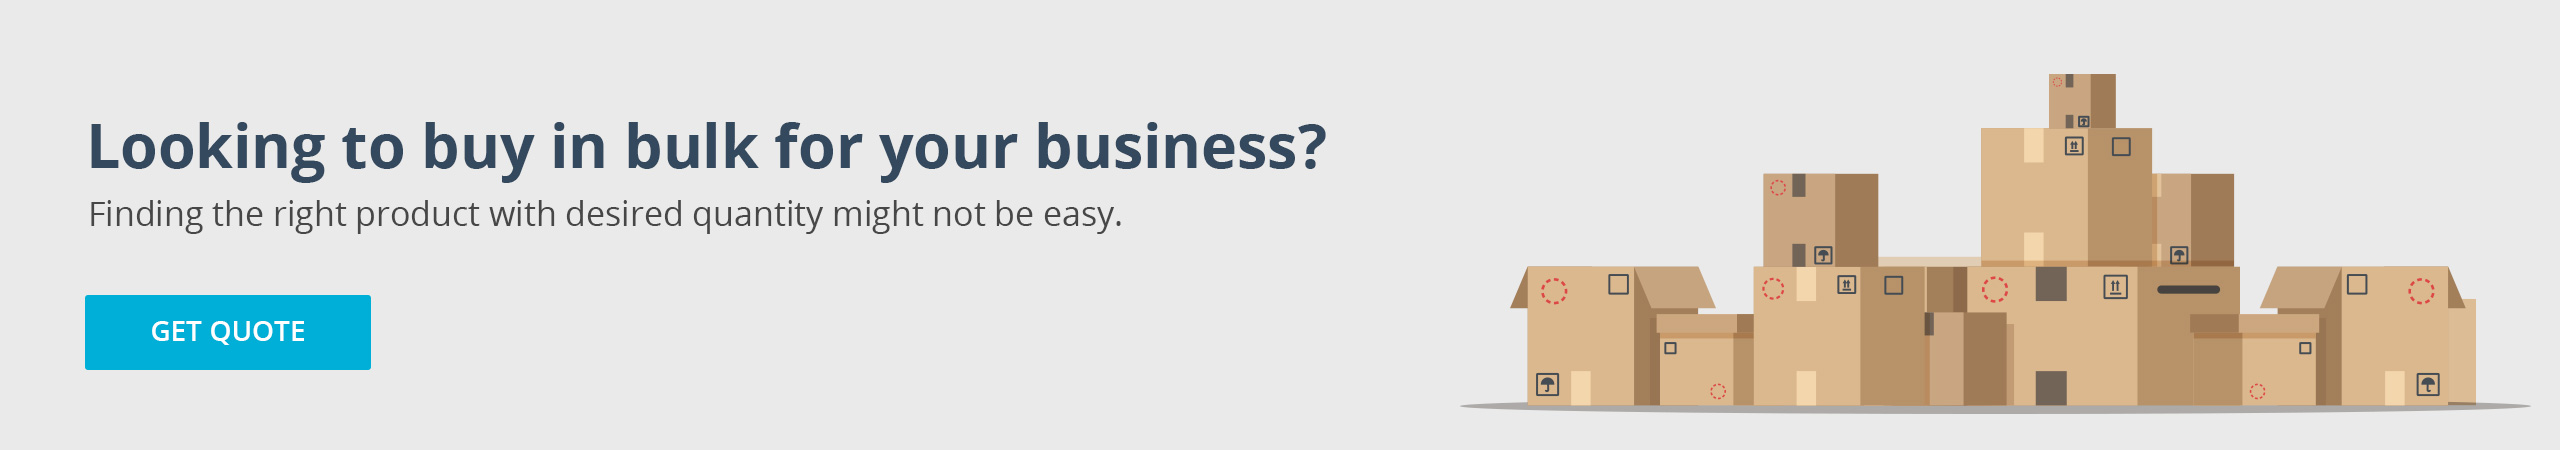 Looking to buy in bulk for your business?
Finding the right product with desired quantity might not be easy.
GET QUOTE